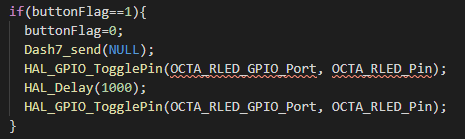 if(buttonFlag==1){
buttonFlag=0;
Dash7_send(NULL);
HAL_GPIO_TogglePin(OCTA_RLED_GPIO_Port, OCTA_RLED_Pin);
HAL_Delay(1000);
HAL_GPIO_TogglePin(OCTA_RLED_GPIO_Port, OCTA_RLED_Pin);
}